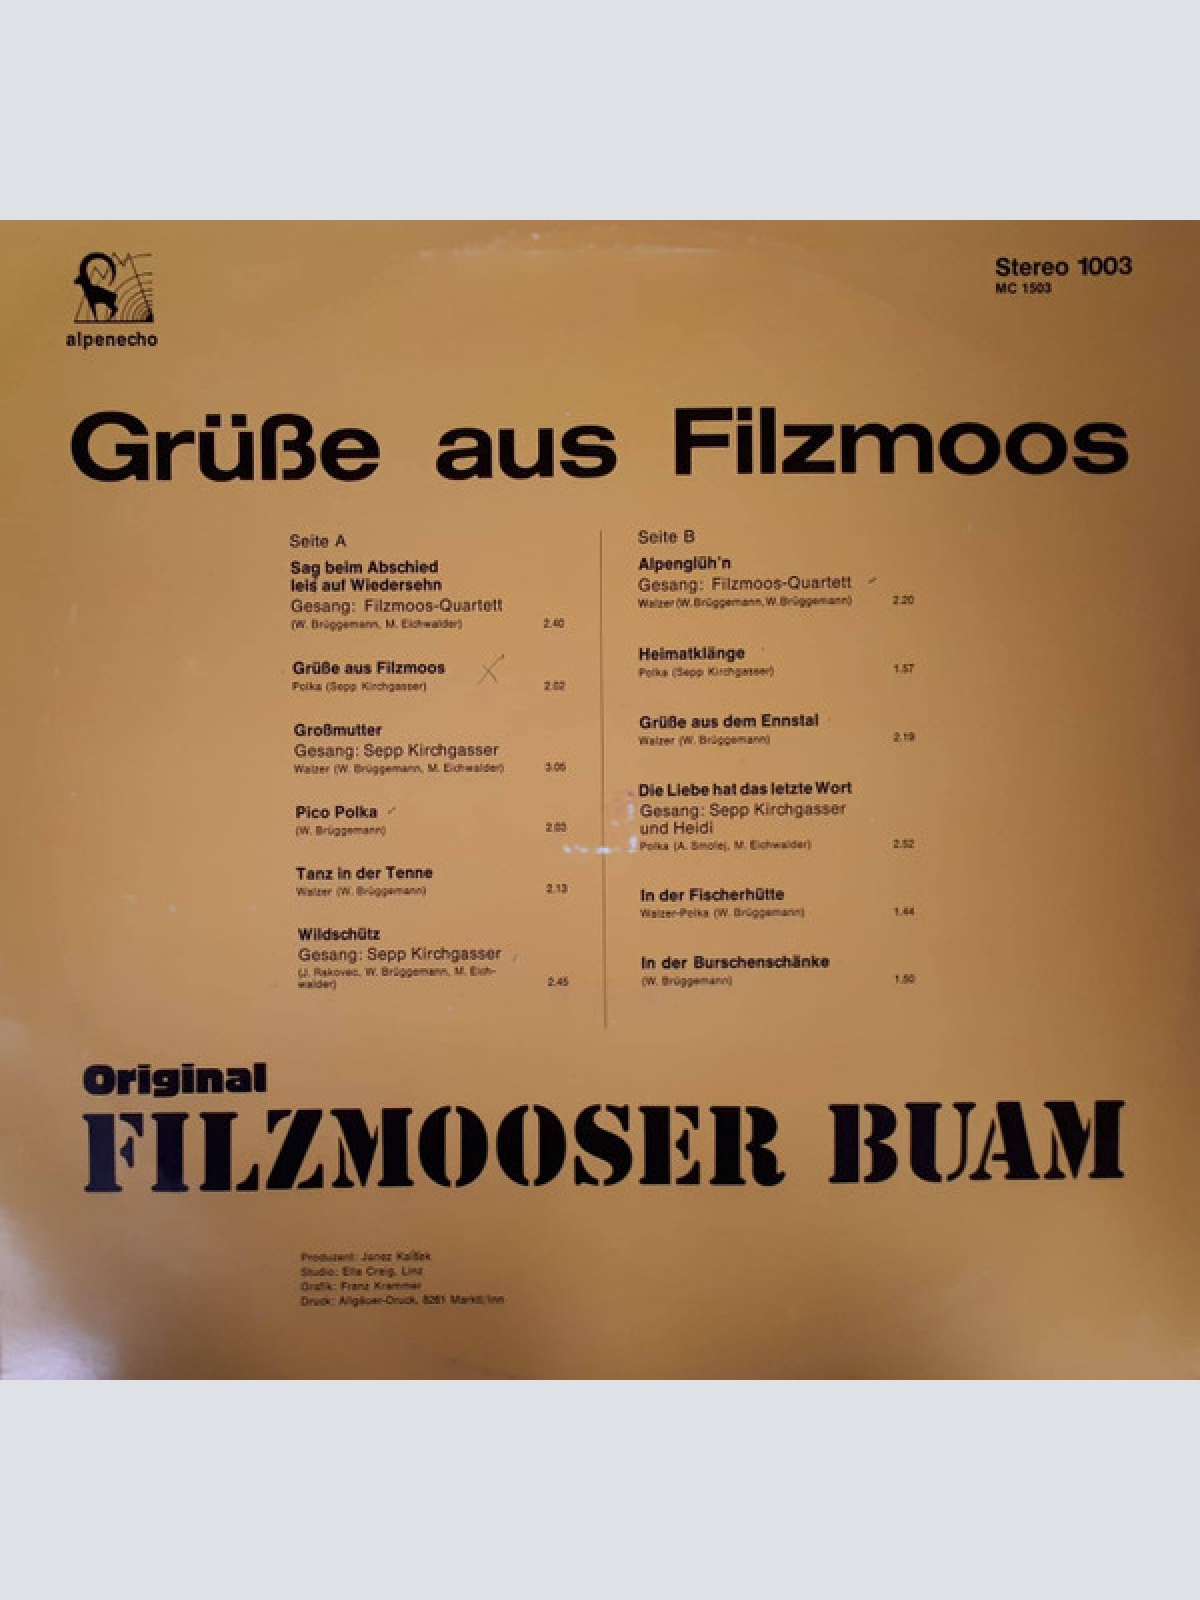 alpenecho
Stereo 1003
MC 1503
Grüße aus Filzmoos
Seite A
Sag beim Abschied
leis auf Wiedersehn
Gesang: Filzmoos-Quartett
(W. Brüggemann, M. Eichwalder) 2.40
Grüße aus Filzmoos
Polka (Sepp Kirchgasser) 2.02
Großmutter
Gesang: Sepp Kirchgasser
Walzer (W. Brüggemann, M. Eichwalder) 3.05
Pico Polka
(W. Brüggemann) 2.03
Tanz in der Tenne
Walzer (W. Brüggemann) 2.13
Wildschütz
Gesang: Sepp Kirchgasser
(J. Rakovec, W. Brüggemann, M. Eich-
walder) 2.45
Seite B
Alpenglüh'n
Gesang: Filzmoos-Quartett
Walzer (W. Brüggemann, W. Brüggemann) 2.20
Heimatklänge
Polka (Sepp Kirchgasser) 1.57
Grüße aus dem Ennstal
Walzer (W. Brüggemann) 2.19
Die Liebe hat das letzte Wort
Gesang: Sepp Kirchgasser
und Heidi
Polka (A. Smolej, M. Eichwalder) 2.52
In der Fischerhütte
Walzer-Polka (W. Brüggemann) 1.44
In der Burschenschänke
(W. Brüggemann) 1.50
Original
FILZMOOSER BUAM
Produzent: Janez
Studio: Ella Craig, Linz
Grafik: Franz Krammer
Druck: Allgäuer-Druck, 8261 Marktl/Inn